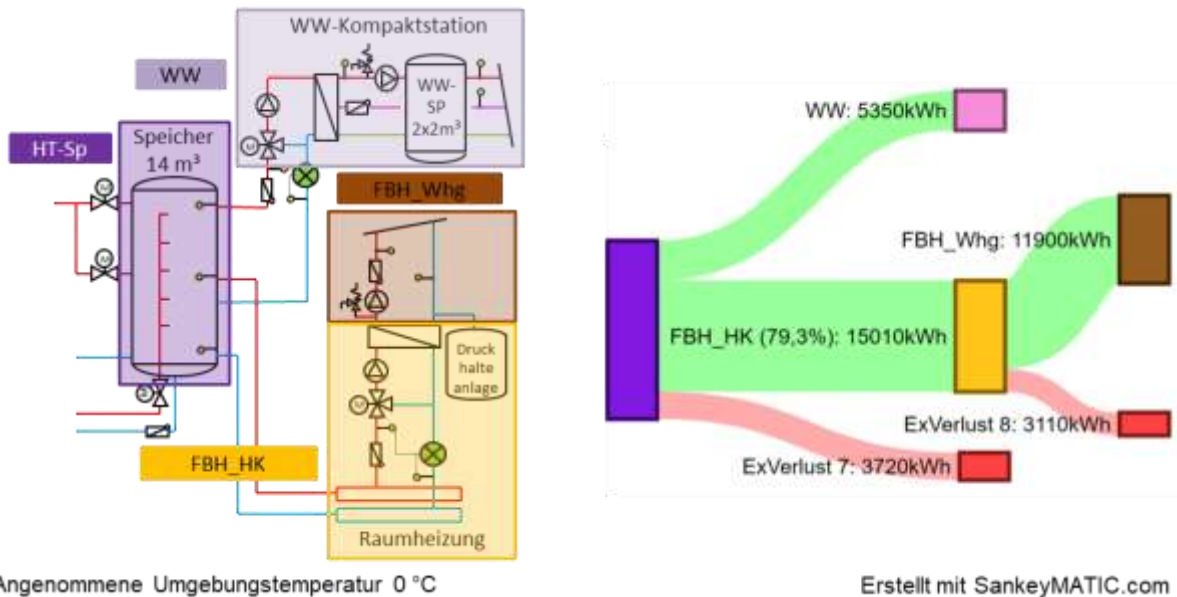 WW-Kompaktstation
WW
WW-
SP
2x2m³
HT-Sp
Speicher
14 m³
M
M
M
M
FBH_Whg
Druck
halte
anlage
M
FBH_HK
Raumheizung
Angenommene Umgebungstemperatur 0 °C
WW: 5350kWh
FBH_Whg: 11900kWh
FBH_HK (79,3%): 15010kWh
ExVerlust 8: 3110kWh
ExVerlust 7: 3720kWh
Erstellt mit SankeyMATIC.com